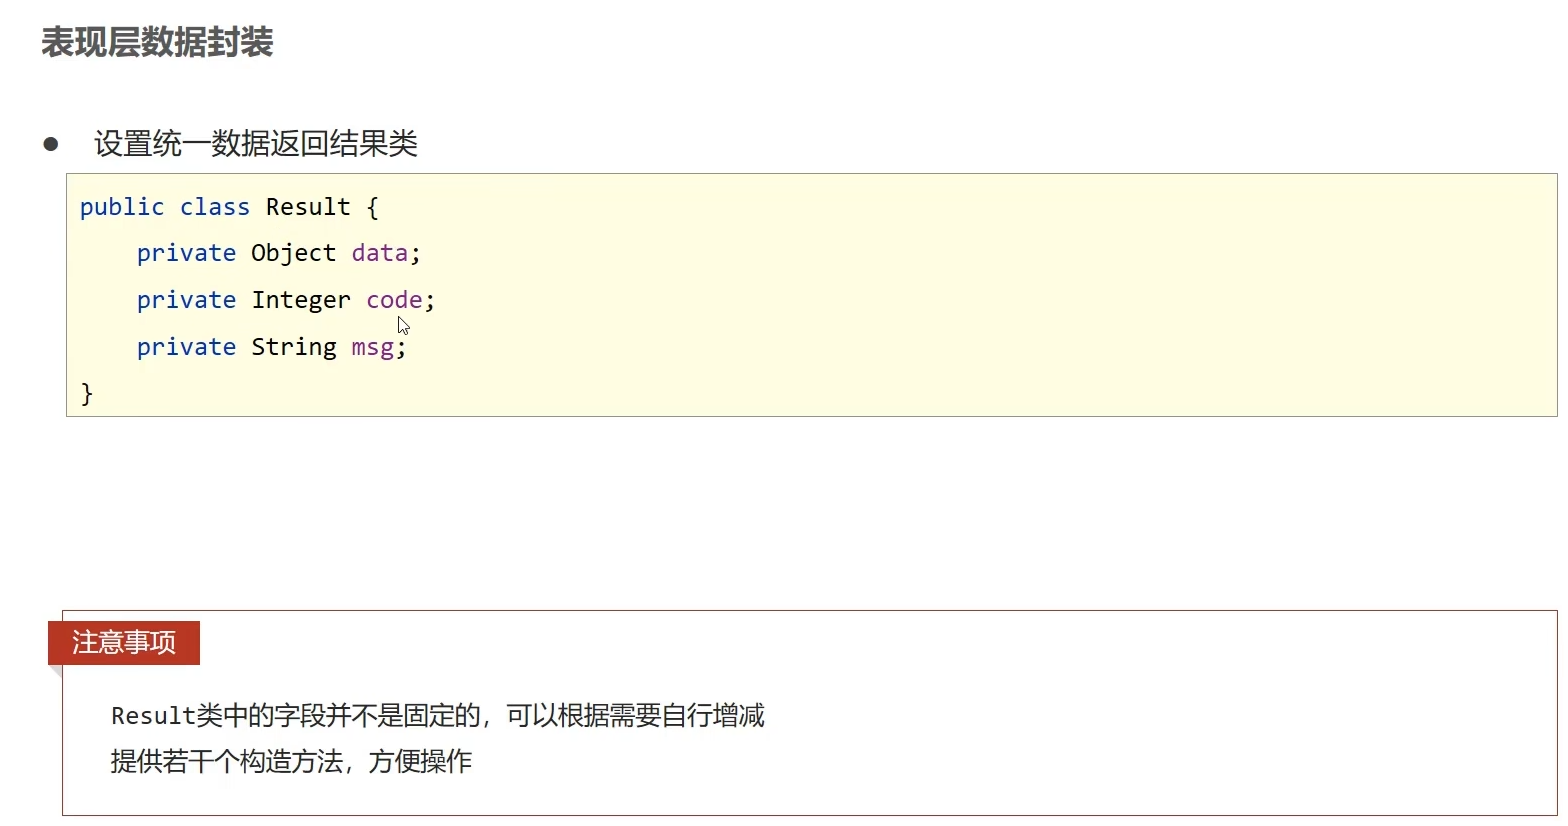 表现层数据封装
● 设置统一数据返回结果类
public class Result {
    private Object data;
    private Integer code;
    private String msg;
}
注意事项
Result类中的字段并不是固定的，可以根据需要自行增减
提供若干个构造方法，方便操作